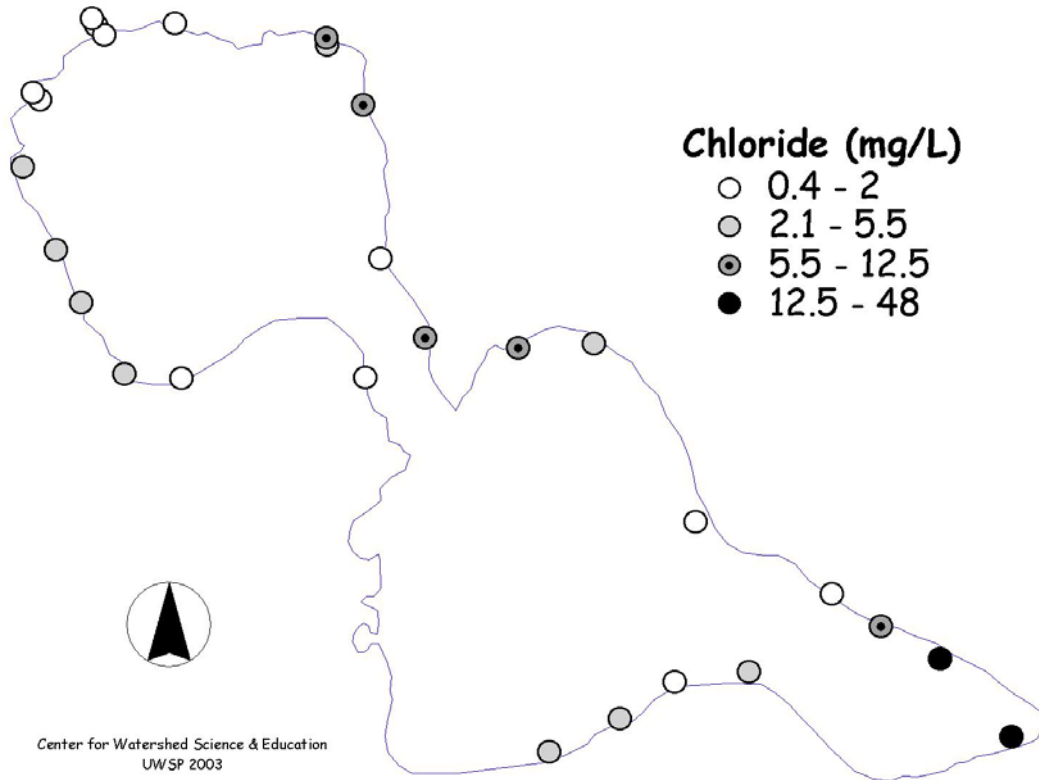 Chloride (mg/L)
0.4 - 2
2.1 - 5.5
5.5 - 12.5
12.5 - 48
Center for Watershed Science & Education
UWSP 2003